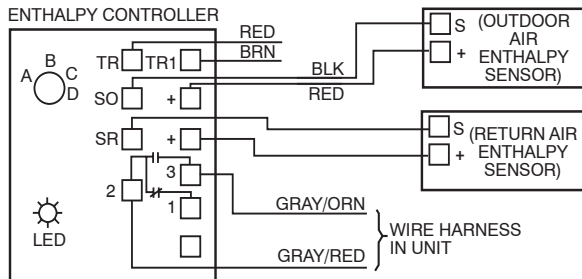 ENTHALPY CONTROLLER
RED
BRN
TR
TR1
A
B
C
D
BLK
S
(OUTDOOR
AIR
ENTHALPY
SENSOR)
+
SO
+
RED
SR
+
S
(RETURN AIR
ENTHALPY
SENSOR)
+
3
2
1
GRAY/ORN
LED
WIRE HARNESS
IN UNIT
GRAY/RED